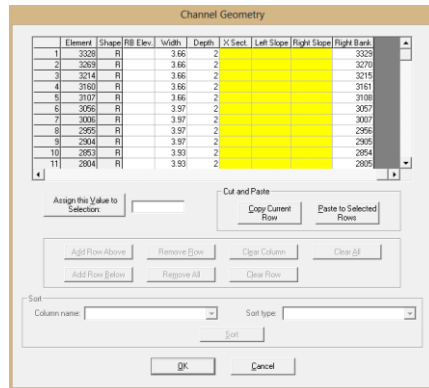 Channel Geometry
Element Shape RB Elev. Width Depth X Sect. Left Slope Right Slope Right Bank
1 3328 R 3.66 2 3329
2 3269 R 3.66 2 3270
3 3214 R 3.66 2 3215
4 3160 R 3.66 2 3161
5 3107 R 3.66 2 3108
6 3056 R 3.97 2 3057
7 3006 R 3.97 2 3007
8 2955 R 3.97 2 2956
9 2904 R 3.97 2 2905
10 2853 R 3.93 2 2854
11 2804 R 3.93 2 2805
Assign this Value to Selection:
Cut and Paste
Copy Current Row Paste to Selected Rows
Add Row Above Remove Row Clear Column Clear All
Add Row Below Remove All Clear Row
Sort
Column name: Sort type:
Sort
OK Cancel